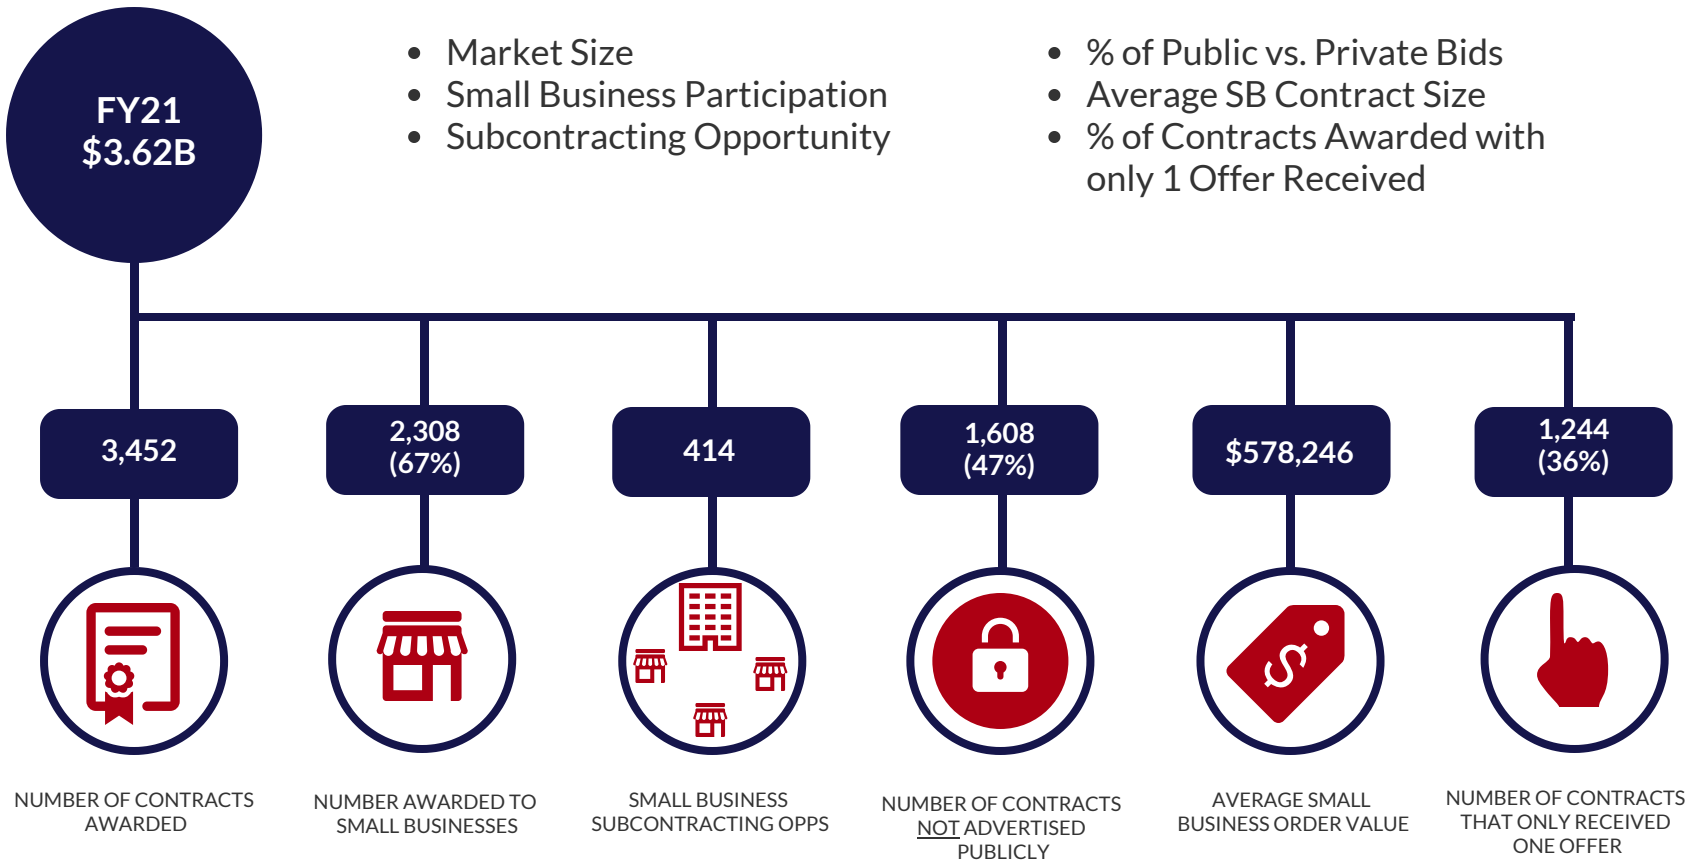 FY21
$3.62B
• Market Size
• Small Business Participation
• Subcontracting Opportunity
• % of Public vs. Private Bids
• Average SB Contract Size
• % of Contracts Awarded with
only 1 Offer Received
3,452
2,308
(67%)
414
1,608
(47%)
$578,246
1,244
(36%)
$
NUMBER OF CONTRACTS
AWARDED
NUMBER AWARDED TO
SMALL BUSINESSES
SMALL BUSINESS
SUBCONTRACTING OPPS
NUMBER OF CONTRACTS
NOT ADVERTISED
PUBLICLY
AVERAGE SMALL
BUSINESS ORDER VALUE
NUMBER OF CONTRACTS
THAT ONLY RECEIVED
ONE OFFER